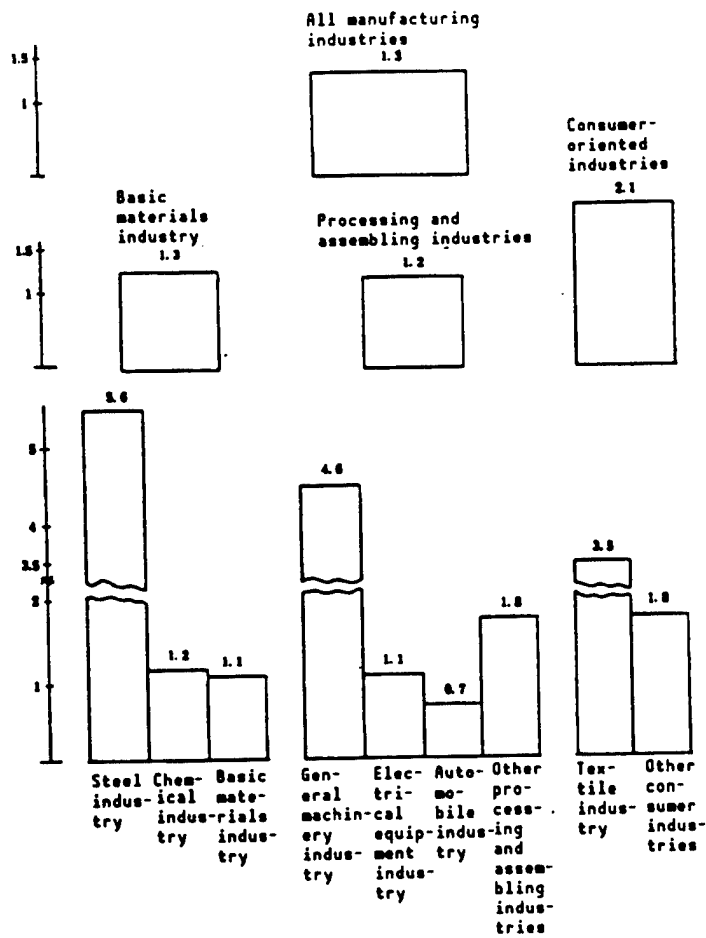 All manufacturing
industries
1.3
1.5
1
Consumer-
oriented
industries
2.1
Basic
materials
industry
1.3
Processing and
assembling industries
1.2
1.5
1
5.6
5
4
3.5
2
1
1.2
1.1
4.6
1.1
0.7
1.8
3.5
1.8
Steel
indus-
try
Chem-
ical
indus-
try
Basic
mate-
rials
indus-
try
Gen-
eral
machin-
ery
indus-
try
Elec-
tri-
cal
equip-
ment
indus-
try
Auto-
mo-
bile
indus-
try
Other
pro-
cess-
ing
and
assem-
bling
indus-
tries
Tex-
tile
indus-
try
Other
con-
sumer
indus-
tries